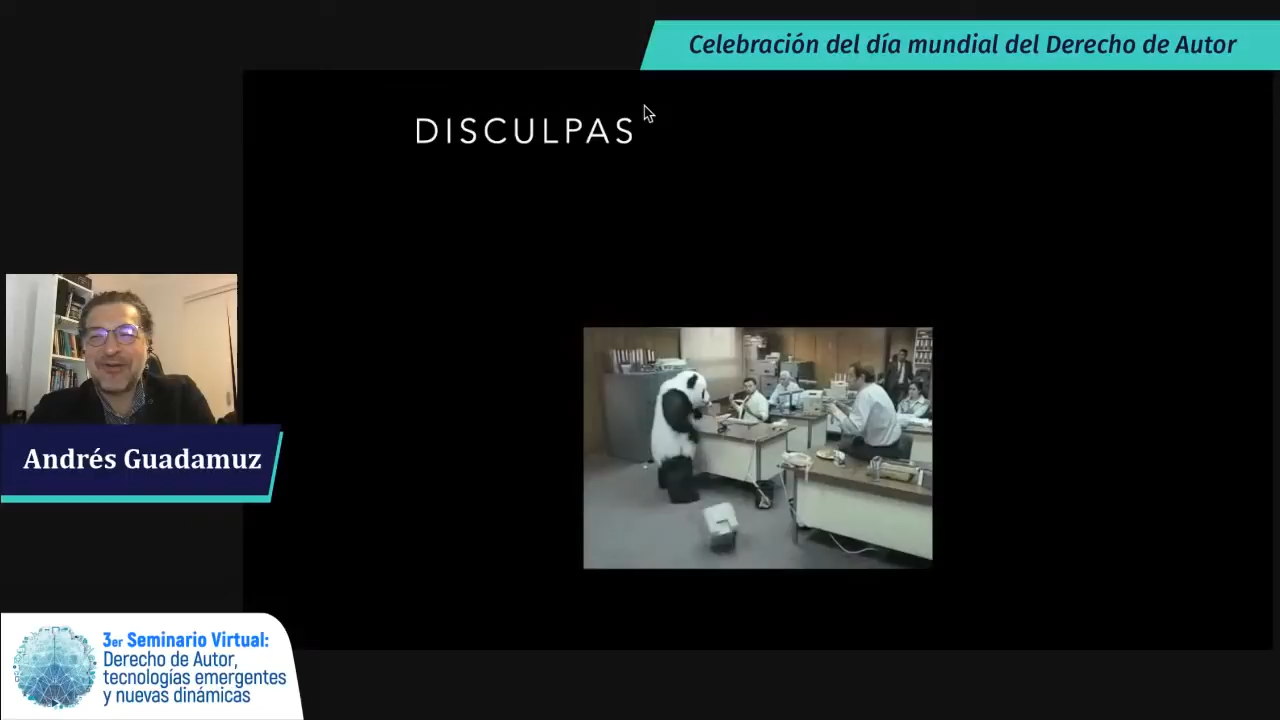 Celebración del día mundial del Derecho de Autor
DISCULPAS
Andrés Guadamuz
3er Seminario Virtual:
Derecho de Autor,
tecnologías emergentes
y nuevas dinámicas